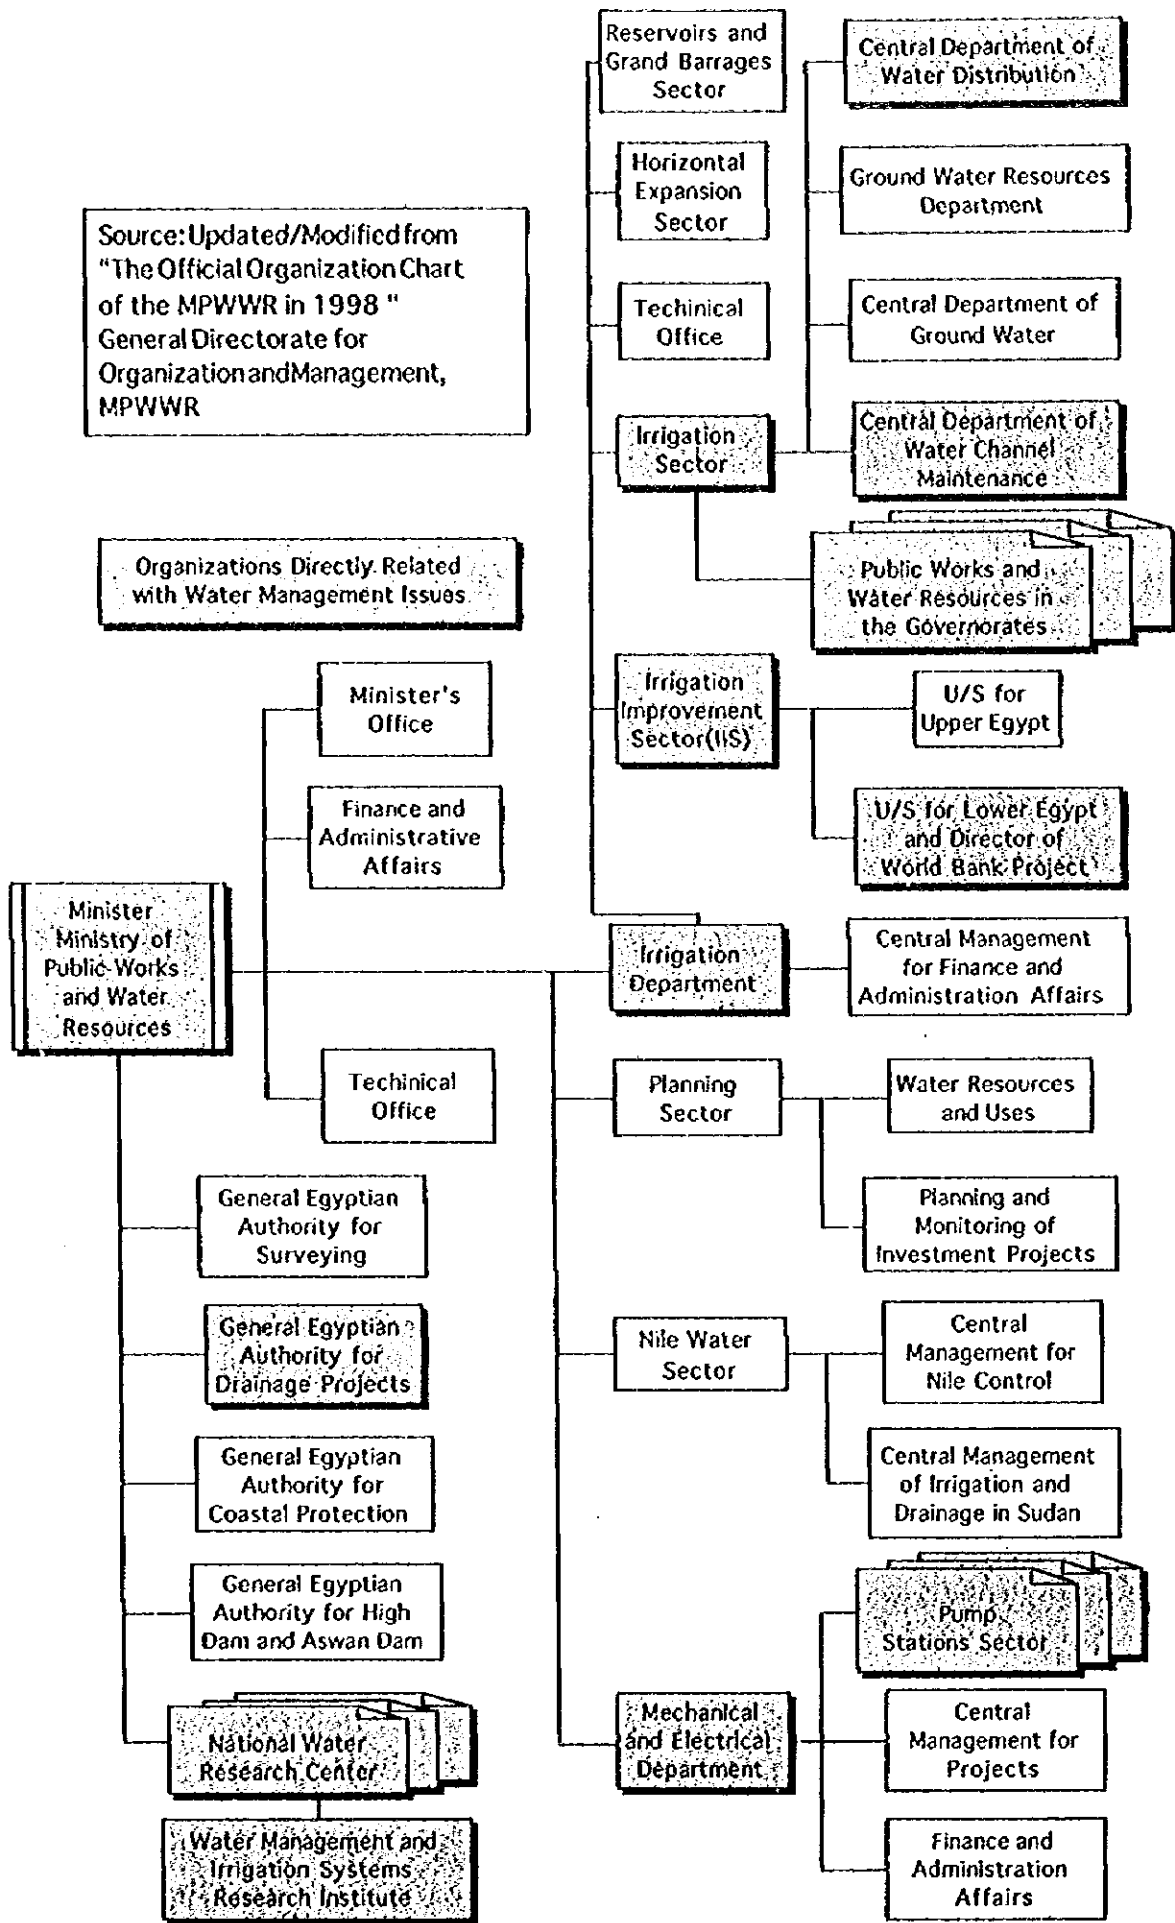 Reservoirs and
Grand Barrages
Sector
Central Department of
Water Distribution
Horizontal
Expansion
Sector
Ground Water Resources
Department
Source: Updated/Modified from
"The Official Organization Chart
of the MPWWR in 1998 "
General Directorate for
Organization and Management,
MPWWR
Techinical
Office
Central Department of
Ground Water
Irrigation
Sector
Central Department of
Water Channel
Maintenance
Organizations Directly Related
with Water Management Issues
Public Works and
Water Resources in
the Governorates
Minister's
Office
Irrigation
Improvement
Sector(IIS)
U/S for
Upper Egypt
Finance and
Administrative
Affairs
U/S for Lower Egypt
and Director of
World Bank Project
Minister
Ministry of
Public Works
and Water
Resources
Irrigation
Department
Central Management
for Finance and
Administration Affairs
Techinical
Office
Planning
Sector
Water Resources
and Uses
General Egyptian
Authority for
Surveying
Planning and
Monitoring of
Investment Projects
General Egyptian
Authority for
Drainage Projects
Nile Water
Sector
Central
Management for
Nile Control
General Egyptian
Authority for
Coastal Protection
Central Management
of Irrigation and
Drainage in Sudan
General Egyptian
Authority for High
Dam and Aswan Dam
Pump
Stations Sector
National Water
Research Center
Mechanical
and Electrical
Department
Central
Management for
Projects
Water Management and
Irrigation Systems
Research Institute
Finance and
Administration
Affairs